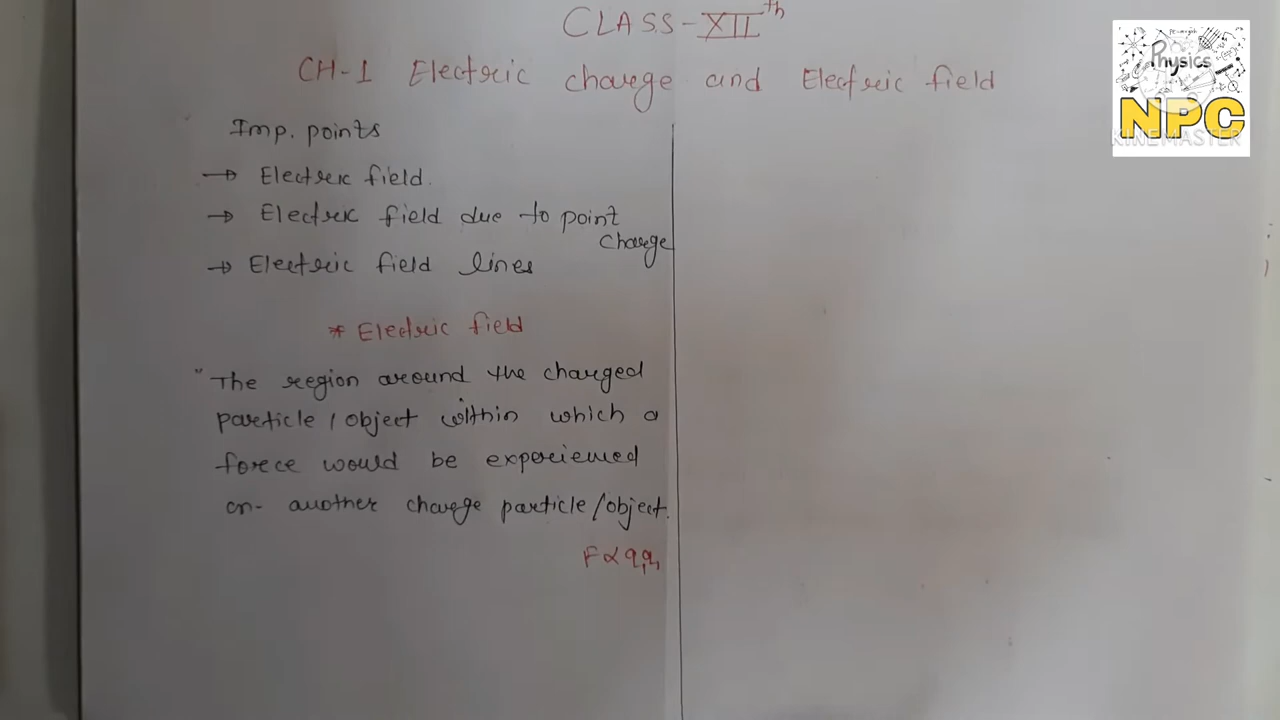 CLASS-XII th
CH-1 Electric charge and Electric field
Imp. points
→ Electric field.
→ Electric field due to point
charge
→ Electric field lines
* Electric field
"The region around the charged
particle / object within which a
force would be experienced
on- another charge particle/object.
Physics
NPC
KINEMASTER